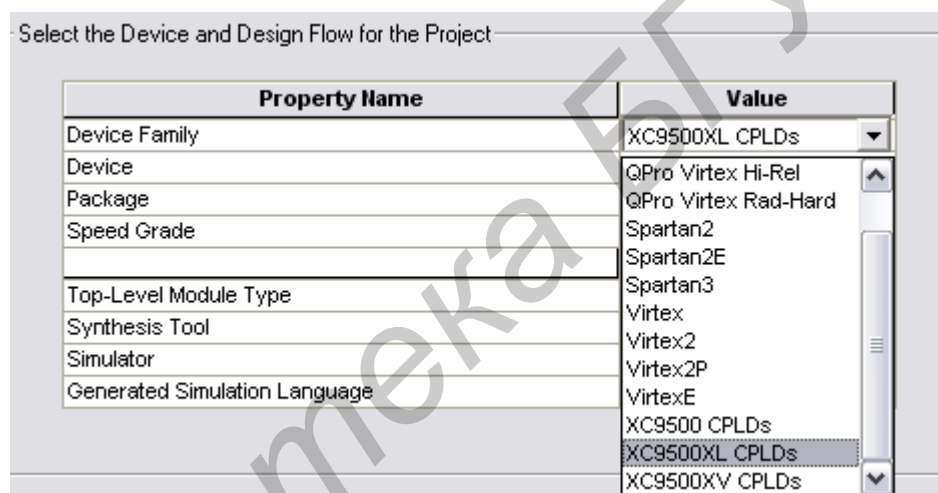 Select the Device and Design Flow for the Project
Property Name Value
Device Family XC9500XL CPLDs
Device
Package
Speed Grade
Top-Level Module Type
Synthesis Tool
Simulator
Generated Simulation Language
QPro Virtex Hi-Rel
QPro Virtex Rad-Hard
Spartan2
Spartan2E
Spartan3
Virtex
Virtex2
Virtex2P
VirtexE
XC9500 CPLDs
XC9500XL CPLDs
XC9500XV CPLDs